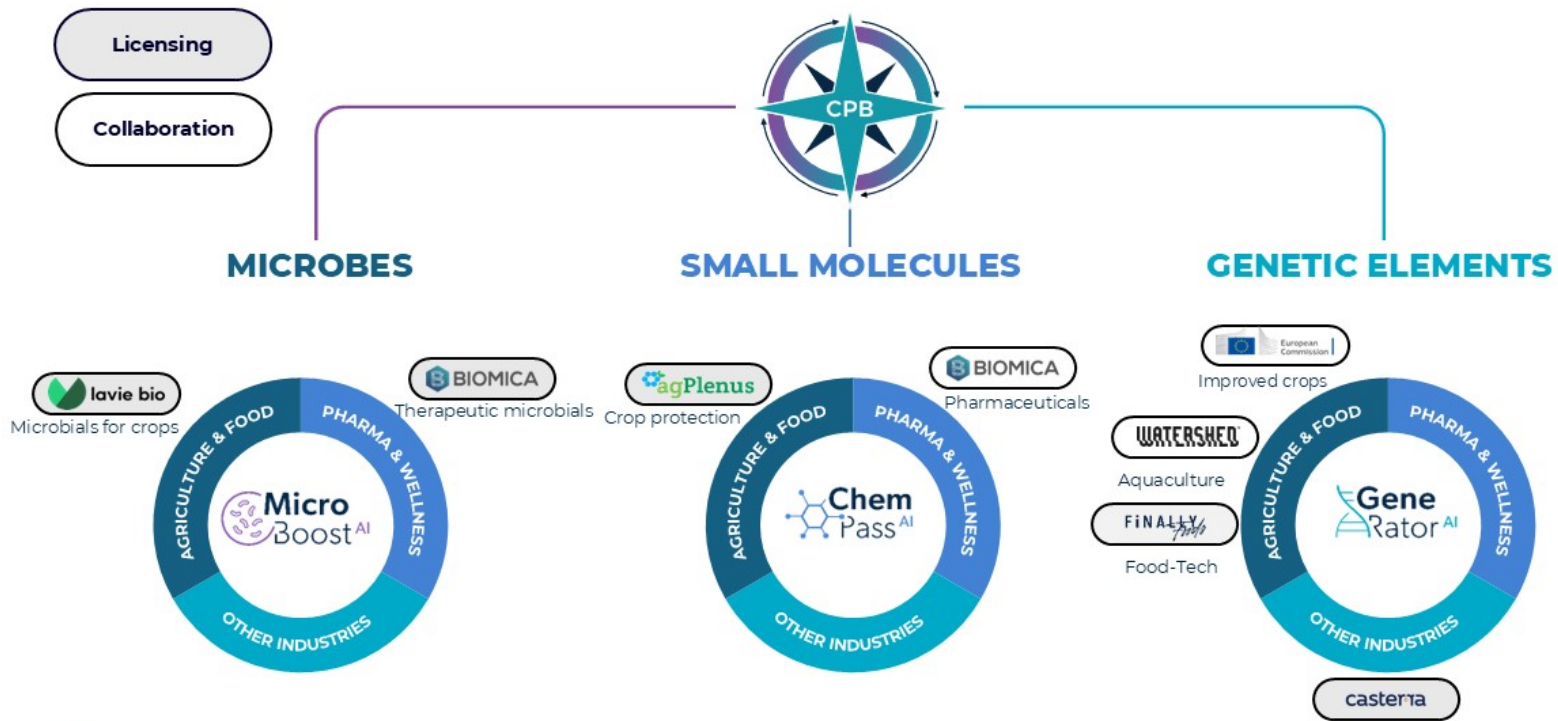 Licensing
Collaboration
CPB
MICROBES
SMALL MOLECULES
GENETIC ELEMENTS
lavie bio
Microbials for crops
BIOMICA
Therapeutic microbials
AGRICULTURE & FOOD
PHARMA & WELLNESS
OTHER INDUSTRIES
Micro
Boost AI
agPlenus
Crop protection
BIOMICA
Pharmaceuticals
AGRICULTURE & FOOD
PHARMA & WELLNESS
OTHER INDUSTRIES
Chem
Pass AI
European
Commission
Improved crops
WATERSHED
Aquaculture
FiNALLY
Foods
Food-Tech
AGRICULTURE & FOOD
PHARMA & WELLNESS
OTHER INDUSTRIES
Gene
Rator AI
casterra